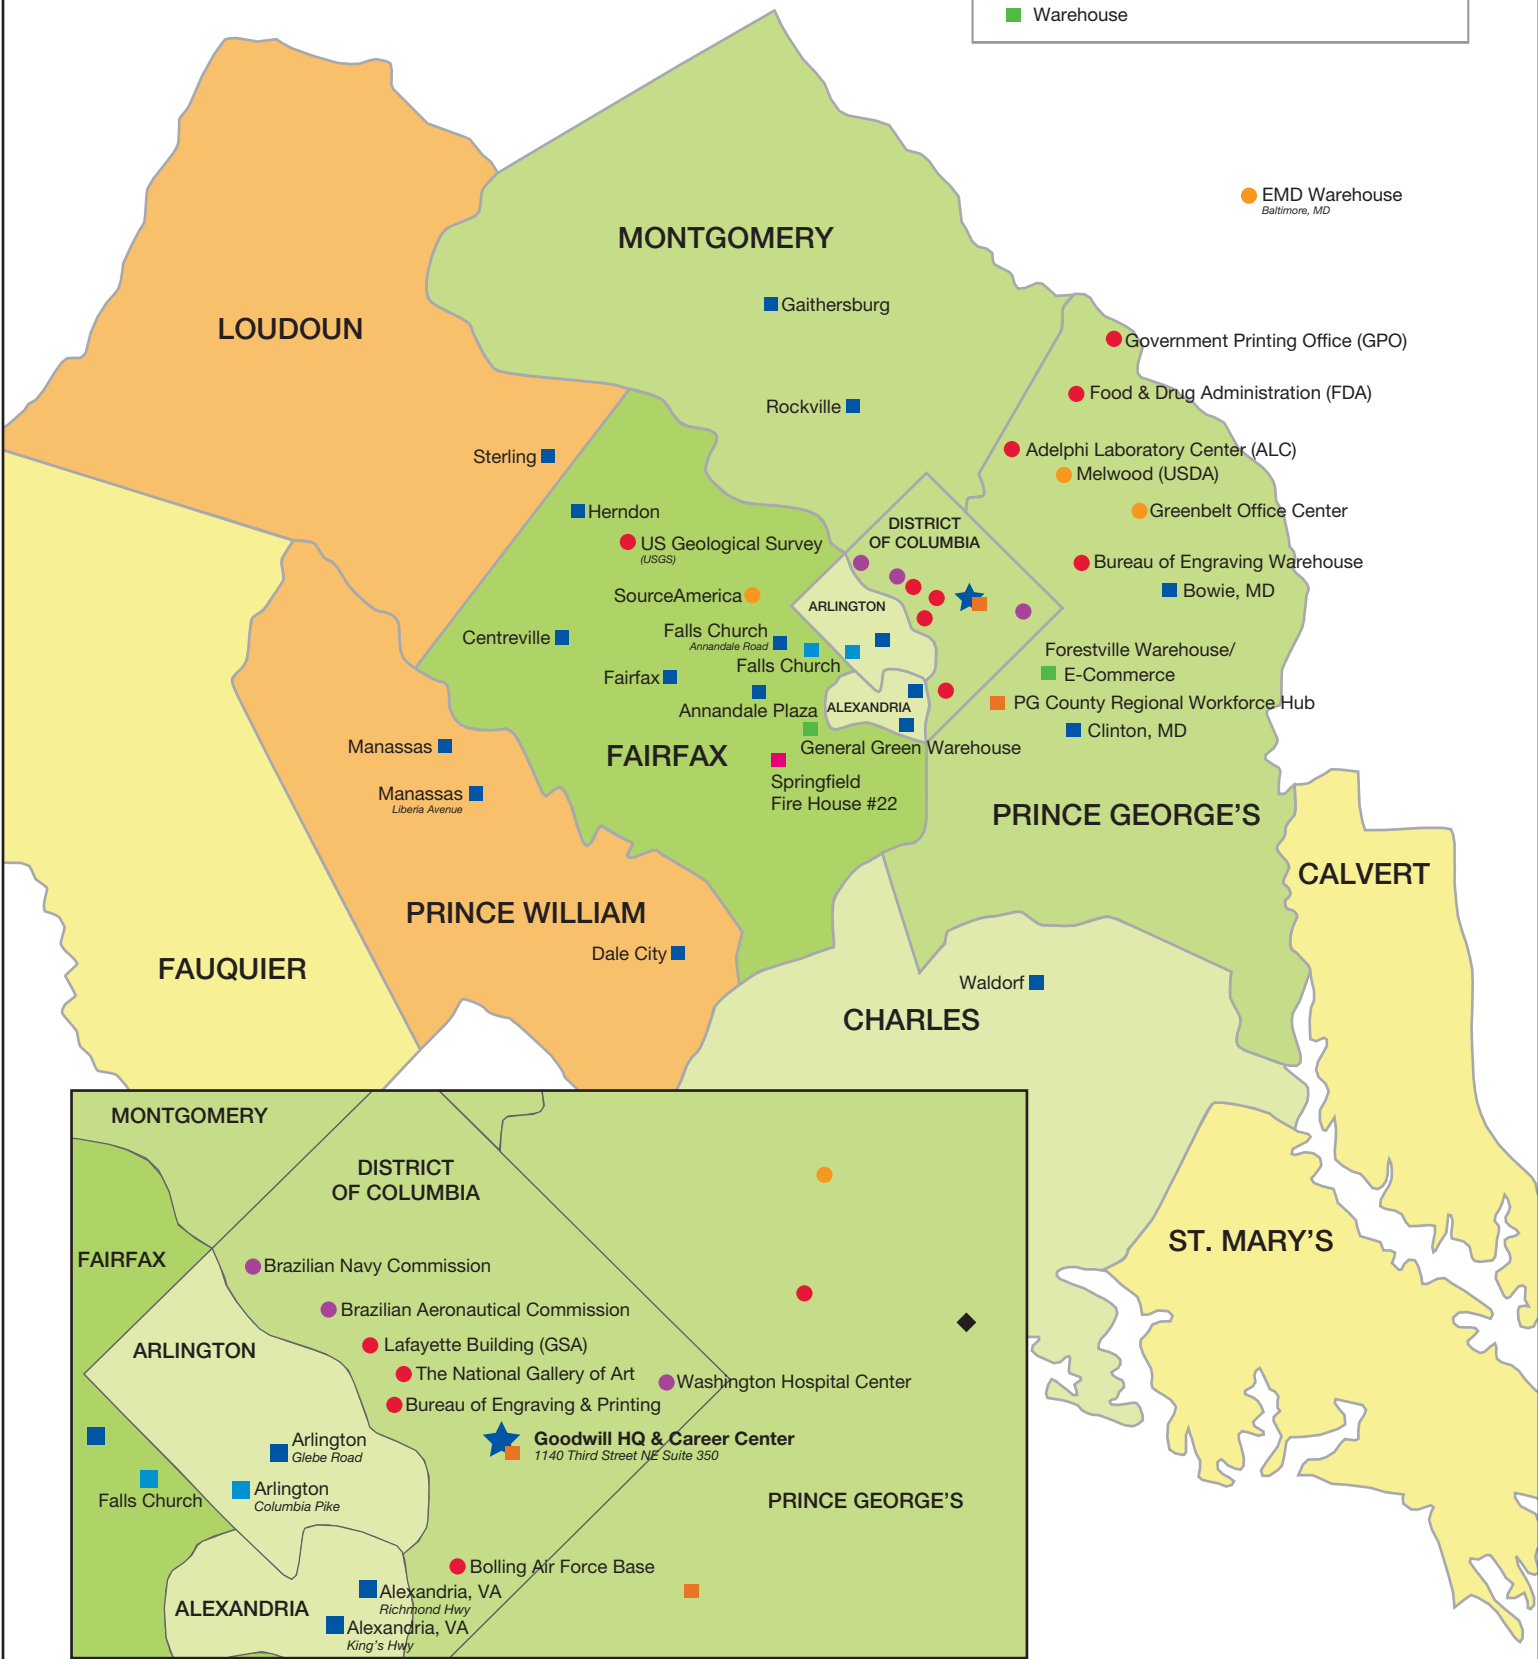 Warehouse
EMD Warehouse
Baltimore, MD
MONTGOMERY
Gaithersburg
LOUDOUN
Government Printing Office (GPO)
Food & Drug Administration (FDA)
Rockville
Adelphi Laboratory Center (ALC)
Sterling
Melwood (USDA)
Herndon
Greenbelt Office Center
DISTRICT
OF COLUMBIA
US Geological Survey
(USGS)
Bureau of Engraving Warehouse
Bowie, MD
SourceAmerica
ARLINGTON
Centreville
Falls Church
Annandale Road
Falls Church
Forestville Warehouse/
E-Commerce
Fairfax
PG County Regional Workforce Hub
Annandale Plaza
ALEXANDRIA
Clinton, MD
Manassas
General Green Warehouse
FAIRFAX
Springfield
Fire House #22
Manassas
Liberia Avenue
PRINCE GEORGE’S
CALVERT
PRINCE WILLIAM
Dale City
FAUQUIER
Waldorf
CHARLES
ST. MARY’S
MONTGOMERY
DISTRICT
OF COLUMBIA
FAIRFAX
Brazilian Navy Commission
Brazilian Aeronautical Commission
ARLINGTON
Lafayette Building (GSA)
The National Gallery of Art
Washington Hospital Center
Bureau of Engraving & Printing
Goodwill HQ & Career Center
1140 Third Street NE Suite 350
Arlington
Glebe Road
Arlington
Columbia Pike
Falls Church
PRINCE GEORGE’S
Bolling Air Force Base
Alexandria, VA
Richmond Hwy
ALEXANDRIA
Alexandria, VA
King’s Hwy